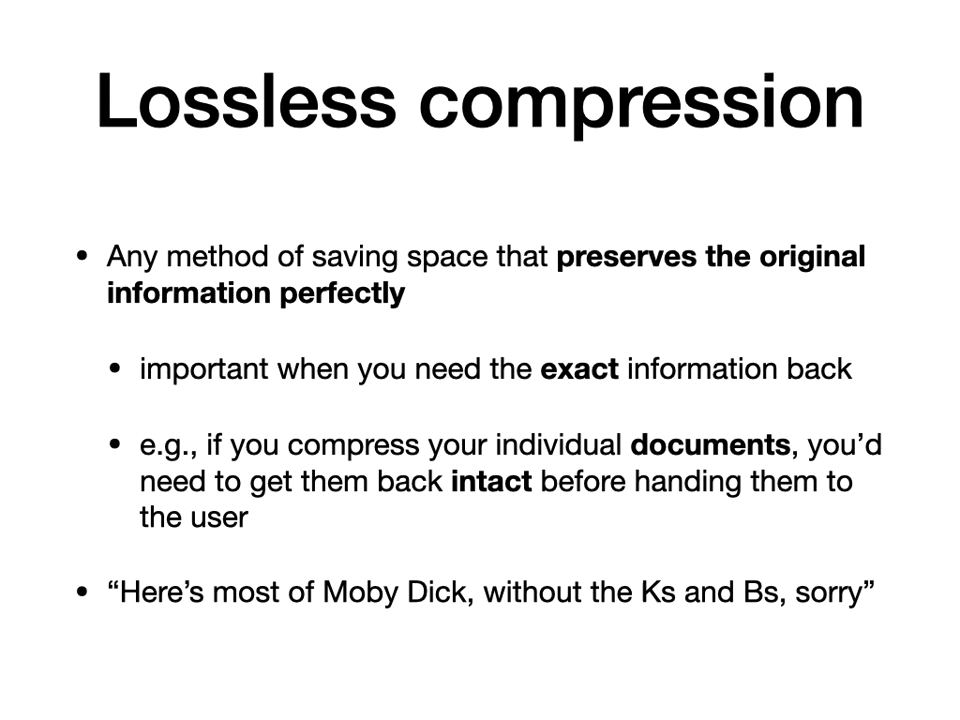 Lossless compression
• Any method of saving space that preserves the original
information perfectly
• important when you need the exact information back
• e.g., if you compress your individual documents, you’d
need to get them back intact before handing them to
the user
• “Here’s most of Moby Dick, without the Ks and Bs, sorry”